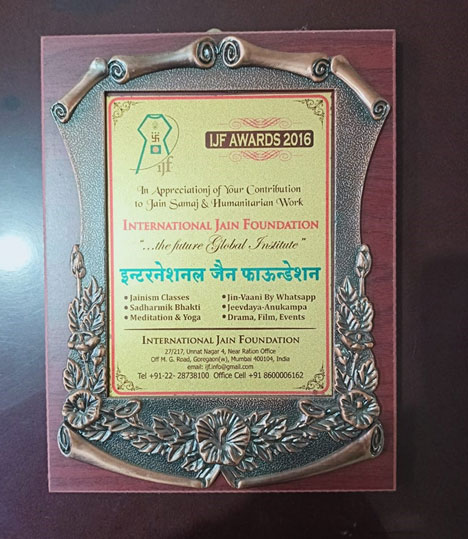 ijf
IJF AWARDS 2016
In Appreciationj of Your Contribution
to Jain Samaj & Humanitarian Work
INTERNATIONAL JAIN FOUNDATION
"...the future Global Institute"
इन्टरनेशनल जैन फाऊन्डेशन
• Jainism Classes
• Sadharmik Bhakti
• Meditation & Yoga
• Jin-Vaani By Whatsapp
• Jeevdaya-Anukampa
• Drama, Film, Events
INTERNATIONAL JAIN FOUNDATION
27/217, Unnat Nagar 4, Near Ration Office
Off M. G. Road, Goregaon(w), Mumbai 400104, India
email: ijf.info@gmail.com
Tel +91-22- 28738100 Office Cell +91 8600006162